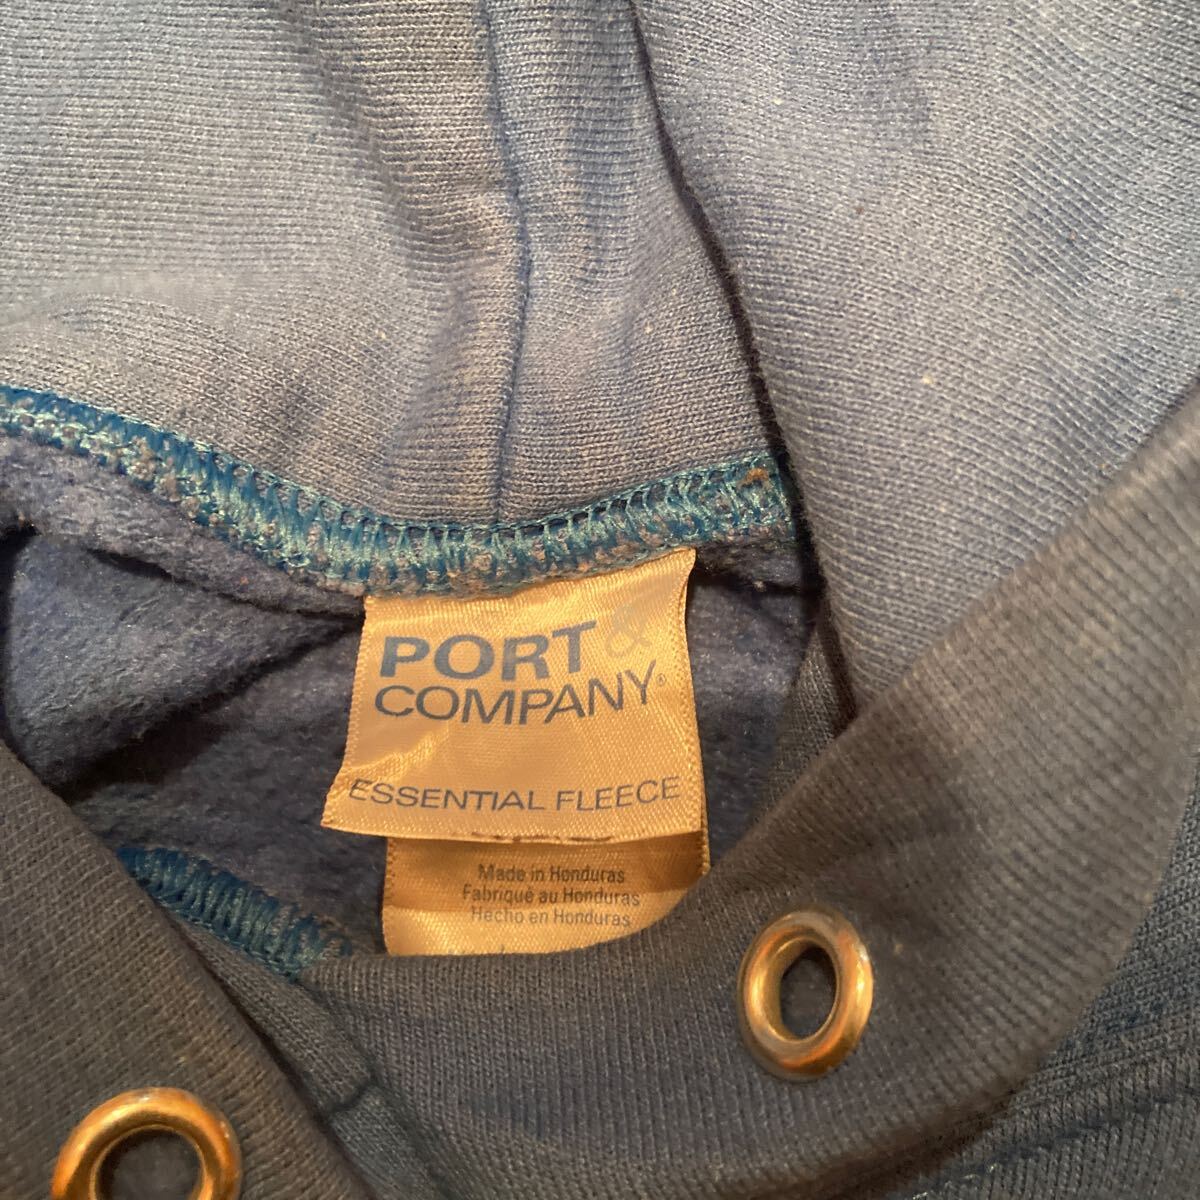 PORT &
COMPANY®
ESSENTIAL FLEECE
Made in Honduras
Fabriqué au Honduras
Hecho en Honduras